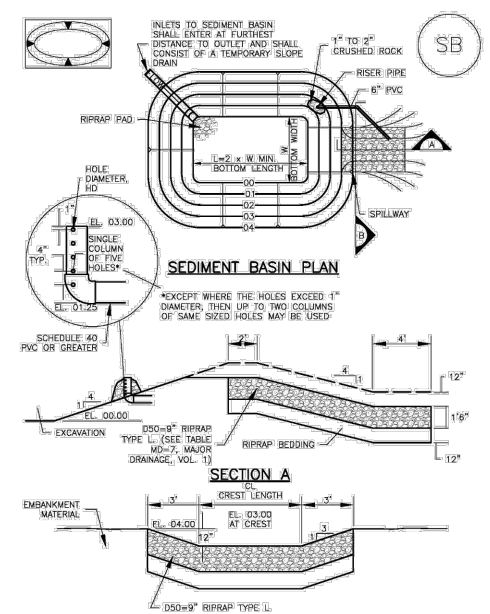 INLETS TO SEDIMENT BASIN
SHALL ENTER AT FURTHEST
DISTANCE TO OUTLET AND SHALL
CONSIST OF A TEMPORARY SLOPE
DRAIN
1" TO 2"
CRUSHED ROCK
SB
RISER PIPE
6" PVC
RIPRAP PAD
HOLE
DIAMETER,
HD
L=2 x W MIN.
BOTTOM LENGTH
W
BOTTOM WIDTH
00
01
02
03
04
A
B
SPILLWAY
1"
EL. 03:00
4"
TYP.
SINGLE
COLUMN
OF FIVE
HOLES*
EL. 01:25
SEDIMENT BASIN PLAN
*EXCEPT WHERE THE HOLES EXCEED 1"
DIAMETER, THEN UP TO TWO COLUMNS
OF SAME SIZED HOLES MAY BE USED
SCHEDULE 40
PVC OR GREATER
2'
4'
4
1
12"
4
1
EL. 00.00
EXCAVATION
D50=9" RIPRAP
TYPE L. (SEE TABLE
MD-7, MAJOR
DRAINAGE, VOL. 1)
RIPRAP BEDDING
1'6"
12"
SECTION A
CL
CREST LENGTH
3'
3'
EMBANKMENT
MATERIAL
EL. 04.00
12"
EL. 03:00
AT CREST
3
1
D50=9" RIPRAP TYPE L